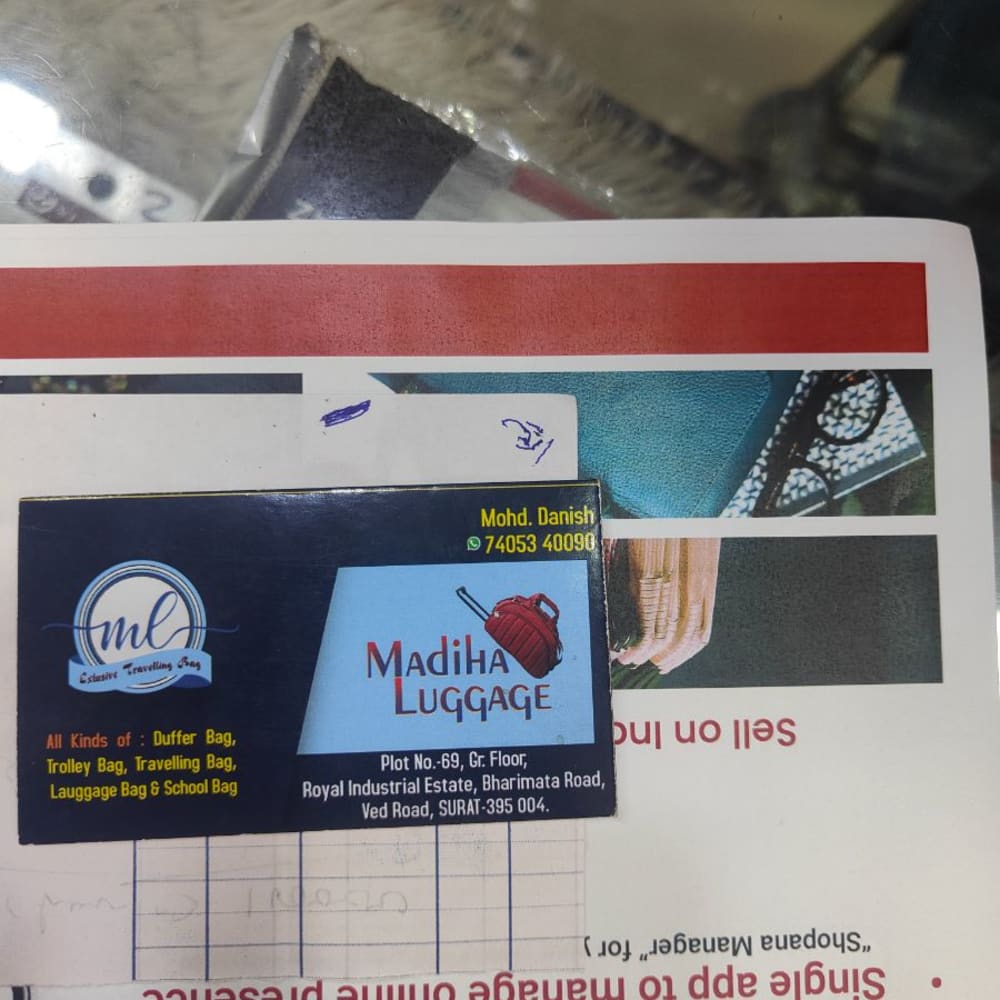 Mohd. Danish
74053 40090
ml
Exlusive Travelling Bag
Madiha
Luggage
All Kinds of : Duffer Bag,
Trolley Bag, Travelling Bag,
Lauggage Bag & School Bag
Plot No.-69, Gr. Floor,
Royal Industrial Estate, Bharimata Road,
Ved Road, SURAT-395 004.
Sell on
"Shopana Manager" for
Single app to manage online presence